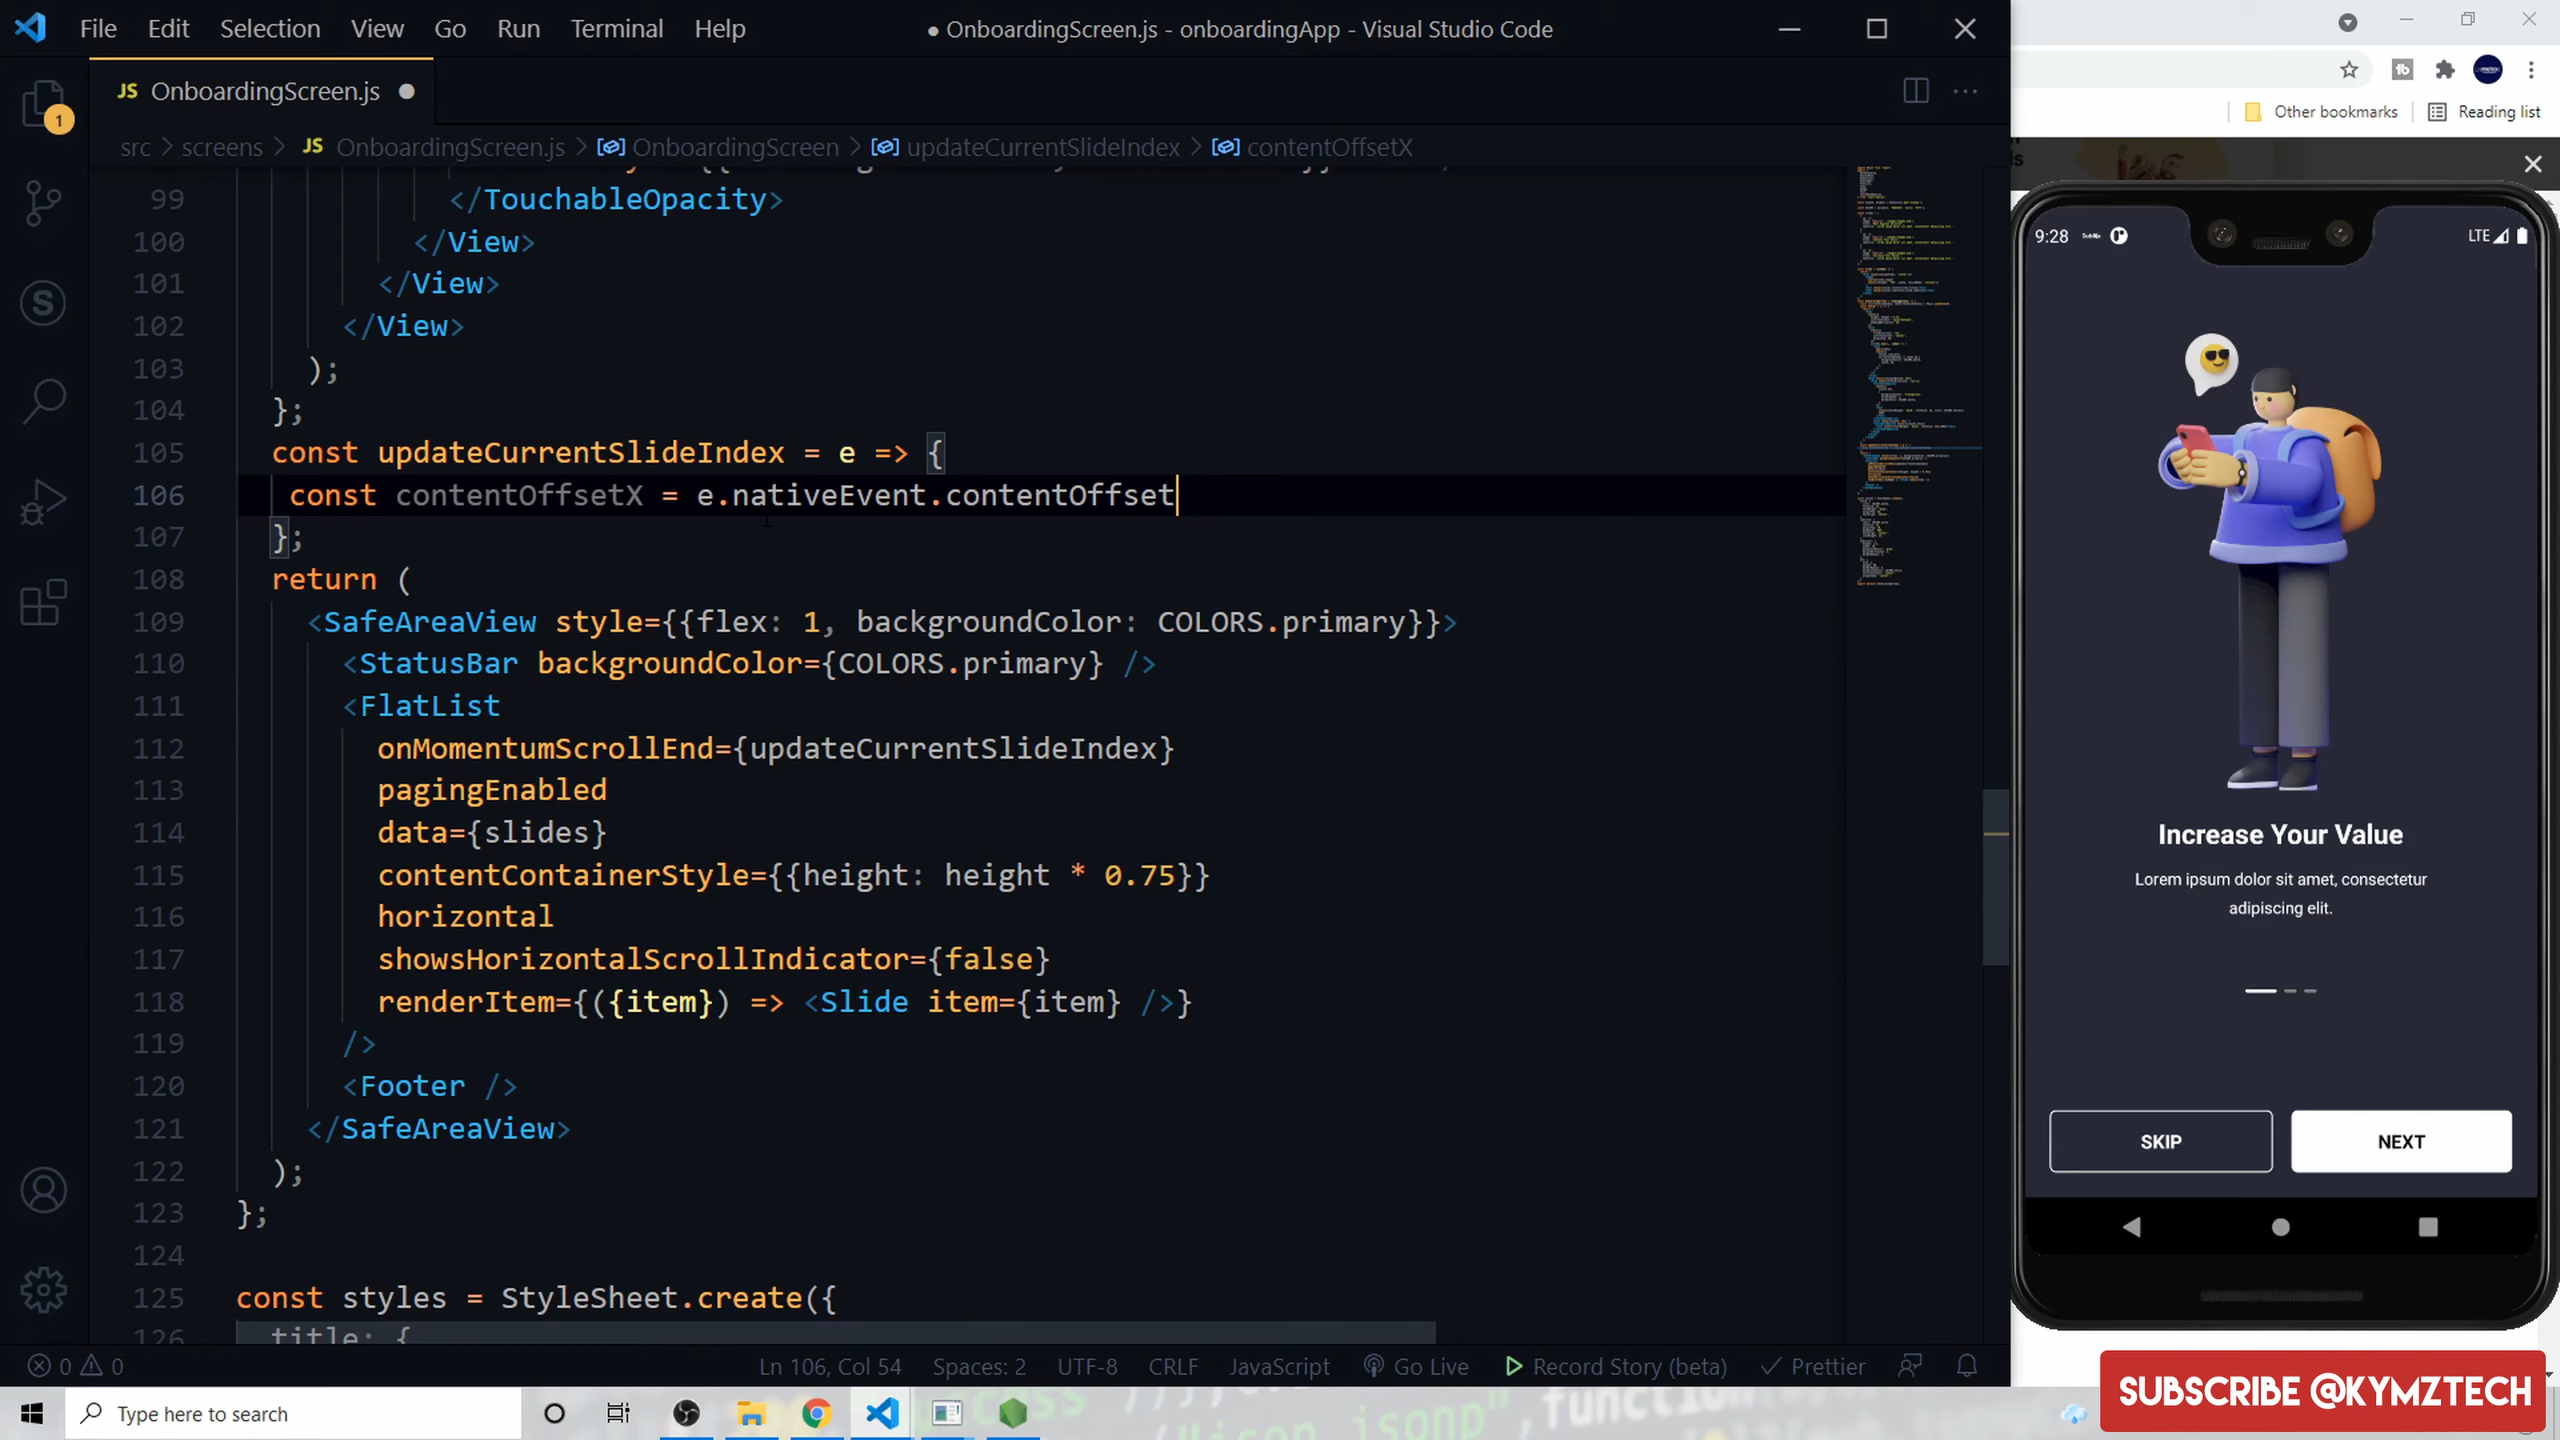 File Edit Selection View Go Run Terminal Help
● OnboardingScreen.js - onboardingApp - Visual Studio Code
JS OnboardingScreen.js ●
1
src > screens > JS OnboardingScreen.js > OnboardingScreen > updateCurrentSlideIndex > contentOffsetX
99 </TouchableOpacity>
100 </View>
101 </View>
102 </View>
103 );
104 };
105 const updateCurrentSlideIndex = e => {
106 const contentOffsetX = e.nativeEvent.contentOffset
107 };
108 return (
109 <SafeAreaView style={{flex: 1, backgroundColor: COLORS.primary}}>
110 <StatusBar backgroundColor={COLORS.primary} />
111 <FlatList
112 onMomentumScrollEnd={updateCurrentSlideIndex}
113 pagingEnabled
114 data={slides}
115 contentContainerStyle={{height: height * 0.75}}
116 horizontal
117 showsHorizontalScrollIndicator={false}
118 renderItem={({item}) => <Slide item={item} />}
119 />
120 <Footer />
121 </SafeAreaView>
122 );
123 };
124
125 const styles = StyleSheet.create({
126 title: {
0 0 Ln 106, Col 54 Spaces: 2 UTF-8 CRLF JavaScript Go Live Record Story (beta) Prettier
Type here to search
Other bookmarks Reading list
9:28 LTE
Increase Your Value
Lorem ipsum dolor sit amet, consectetur
adipiscing elit.
SKIP NEXT
SUBSCRIBE @KYMZTECH